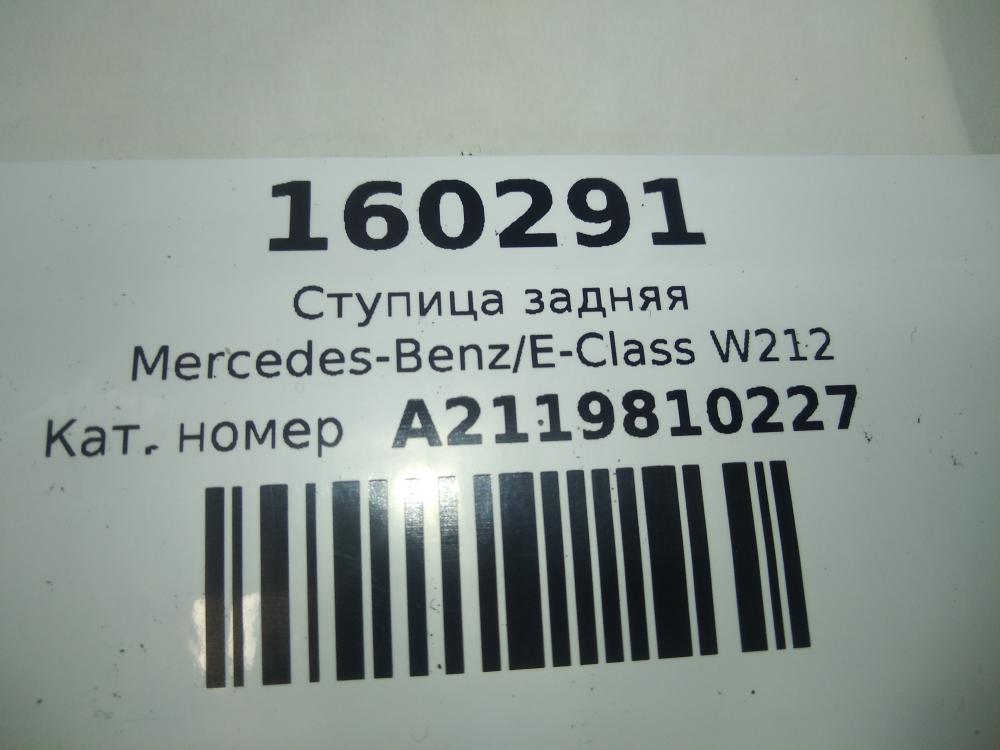 160291
Ступица задняя
Mercedes-Benz/E-Class W212
Кат. номер A2119810227